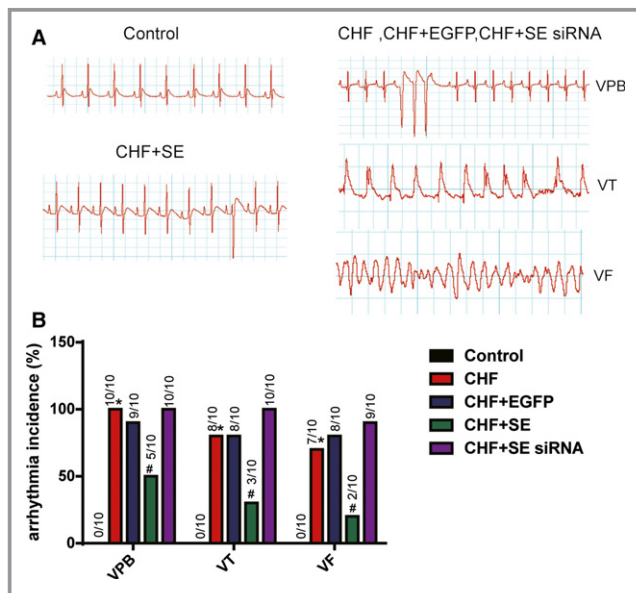 A
Control
CHF ,CHF+EGFP,CHF+SE siRNA
VPB
CHF+SE
VT
VF
B
arrhythmia incidence (%)
150
100
50
0
0/10
10/10
*
9/10
# 5/10
10/10
0/10
8/10
*
8/10
# 3/10
10/10
0/10
7/10
*
8/10
# 2/10
9/10
VPB
VT
VF
Control
CHF
CHF+EGFP
CHF+SE
CHF+SE siRNA